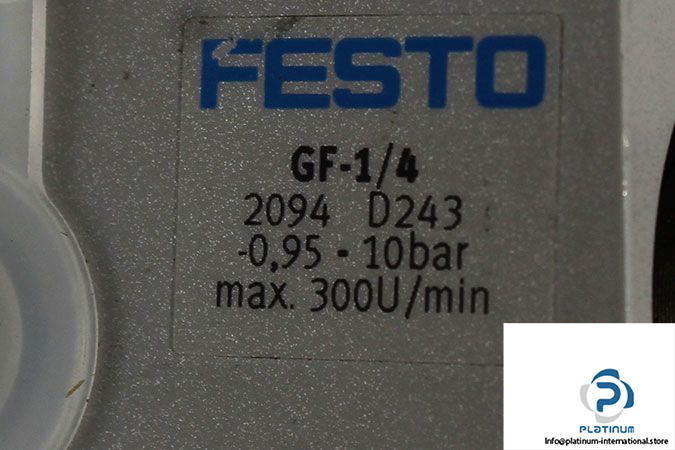 FESTO
GF-1/4
2094 D243
-0,95 - 10bar
max. 300U/min
PLATINUM
Info@platinum-international.store